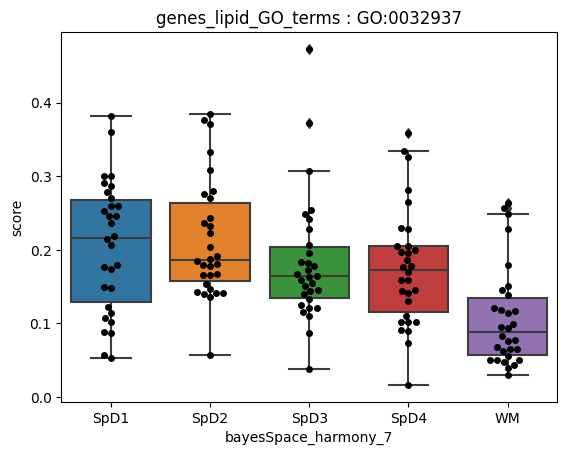 genes_lipid_GO_terms : GO:0032937
0.4
0.3
0.2
0.1
0.0
score
SpD1 SpD2 SpD3 SpD4 WM
bayesSpace_harmony_7